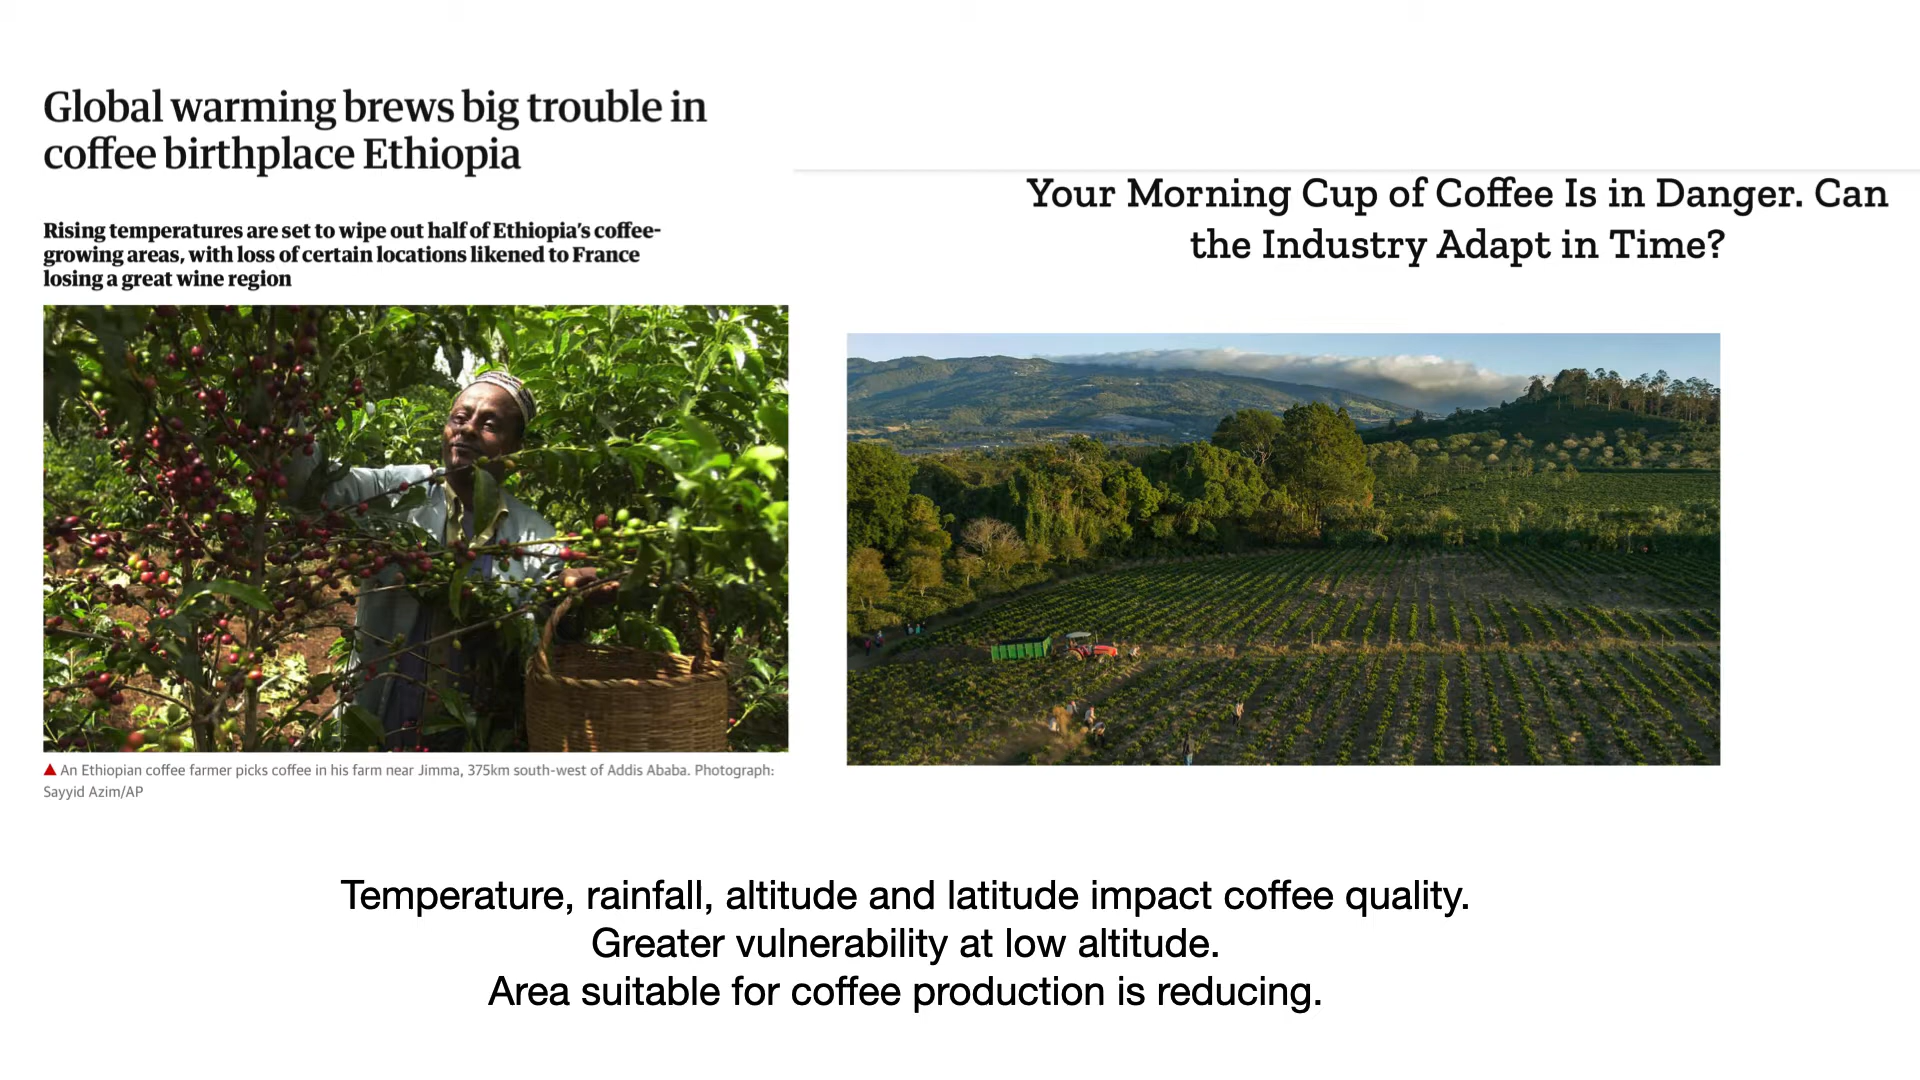 Global warming brews big trouble in
coffee birthplace Ethiopia
Rising temperatures are set to wipe out half of Ethiopia's coffee-
growing areas, with loss of certain locations likened to France
losing a great wine region
An Ethiopian coffee farmer picks coffee in his farm near Jimma, 375km south-west of Addis Ababa. Photograph:
Sayyid Azim/AP
Your Morning Cup of Coffee Is in Danger. Can
the Industry Adapt in Time?
Temperature, rainfall, altitude and latitude impact coffee quality.
Greater vulnerability at low altitude.
Area suitable for coffee production is reducing.